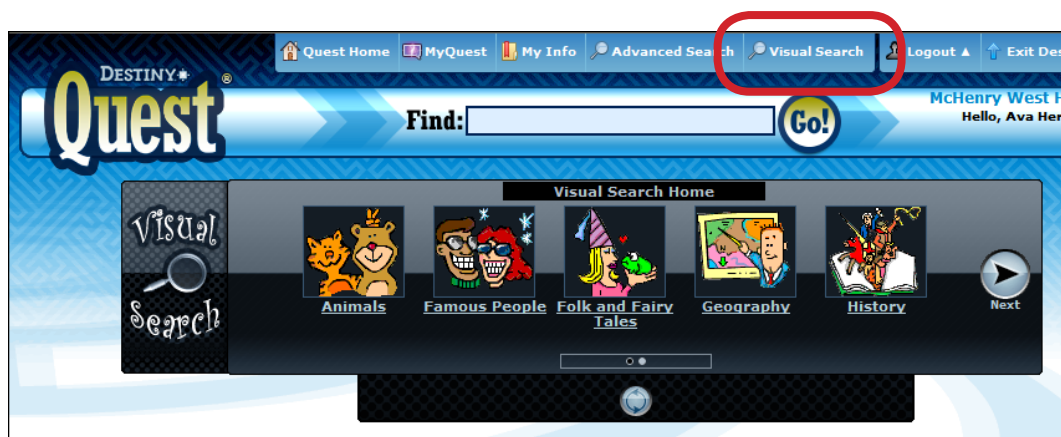 Quest Home MyQuest My Info Advanced Search Visual Search Logout ▲ Exit Des
DESTINY
Quest®
Find: Go!
McHenry West H
Hello, Ava Her
Visual Search
Visual Search Home
Animals Famous People Folk and Fairy Tales Geography History
Next